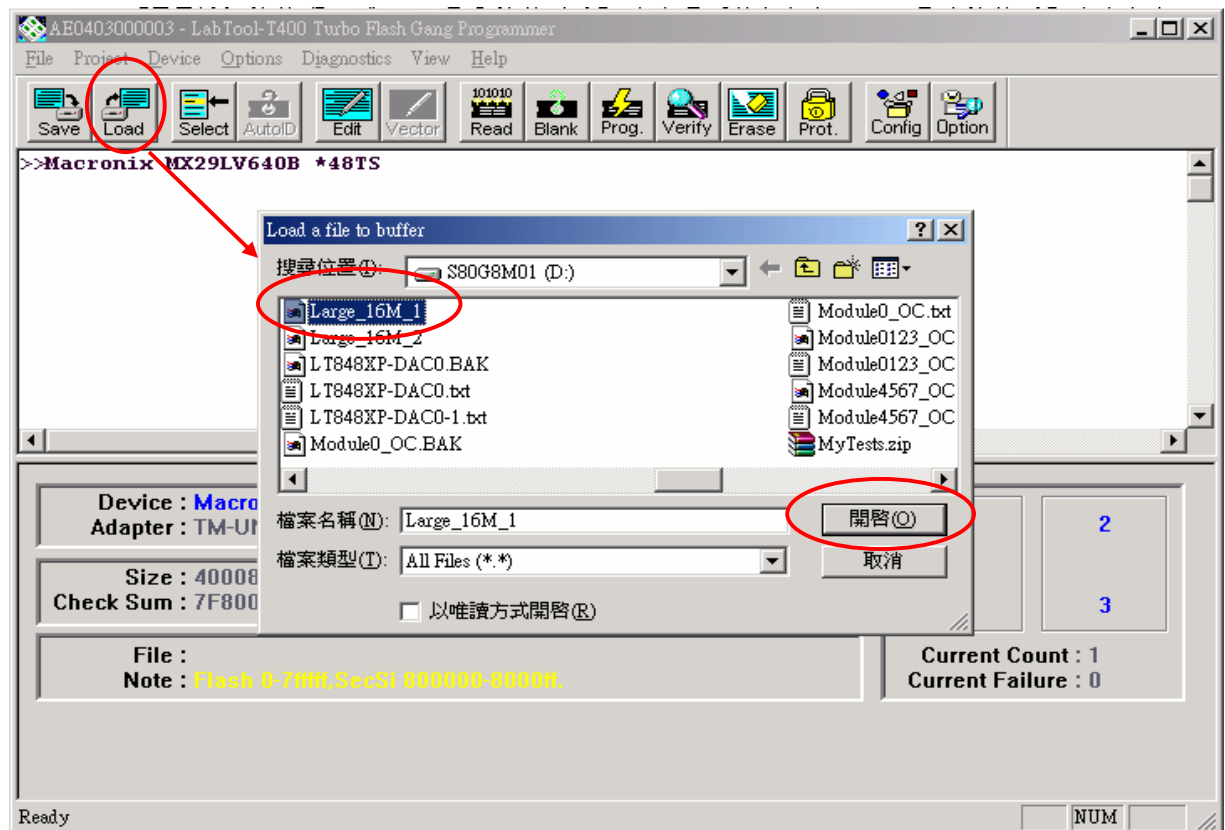 AE0403000003 - LabTool-T400 Turbo Flash Gang Programmer
File Project Device Options Diagnostics View Help
101010
Save Load Select AutoID Edit Vector Read Blank Prog. Verify Erase Prot. Config Option
>>Macronix MX29LV640B *48TS
Load a file to buffer
搜尋位置(I): S80G8M01 (D:)
Large_16M_1 Module0_OC.txt
Large_16M_2 Module0123_OC
LT848XP-DAC0.BAK Module0123_OC
LT848XP-DAC0.txt Module4567_OC
LT848XP-DAC0-1.txt Module4567_OC
Module0_OC.BAK MyTests.zip
檔案名稱(N): Large_16M_1 開啓(O)
檔案類型(T): All Files (*.*) 取消
以唯讀方式開啓(R)
Device : Macro
Adapter : TM-U
2
Size : 40008
Check Sum : 7F800
3
File :
Note : Flash 0-7fffff,SecSi 800000-8000ff.
Current Count : 1
Current Failure : 0
Ready NUM